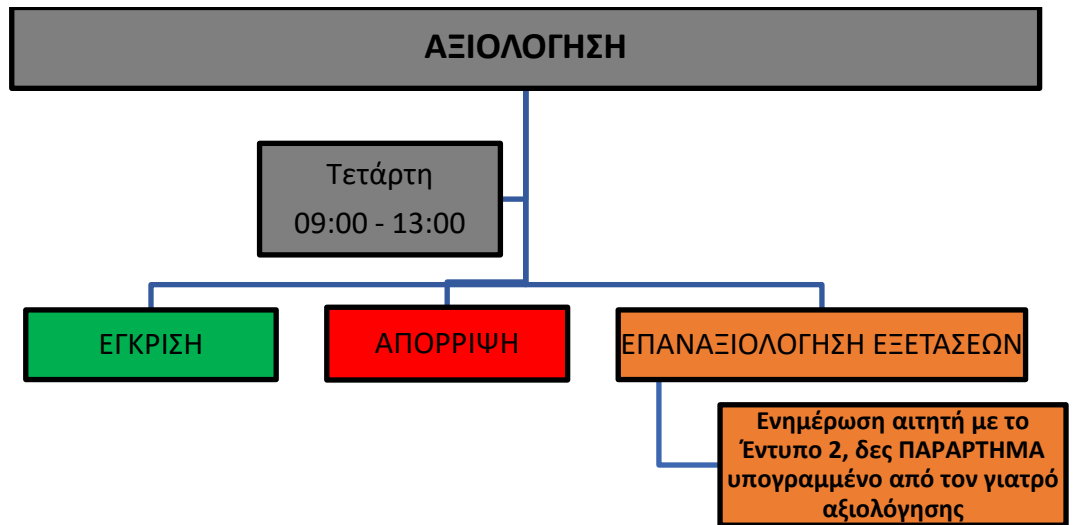 ΑΞΙΟΛΟΓΗΣΗ
Τετάρτη
09:00 - 13:00
ΕΓΚΡΙΣΗ
ΑΠΟΡΡΙΨΗ
ΕΠΑΝΑΞΙΟΛΟΓΗΣΗ ΕΞΕΤΑΣΕΩΝ
Ενημέρωση αιτητή με το
Έντυπο 2, δες ΠΑΡΑΡΤΗΜΑ
υπογραμμένο από τον γιατρό
αξιολόγησης